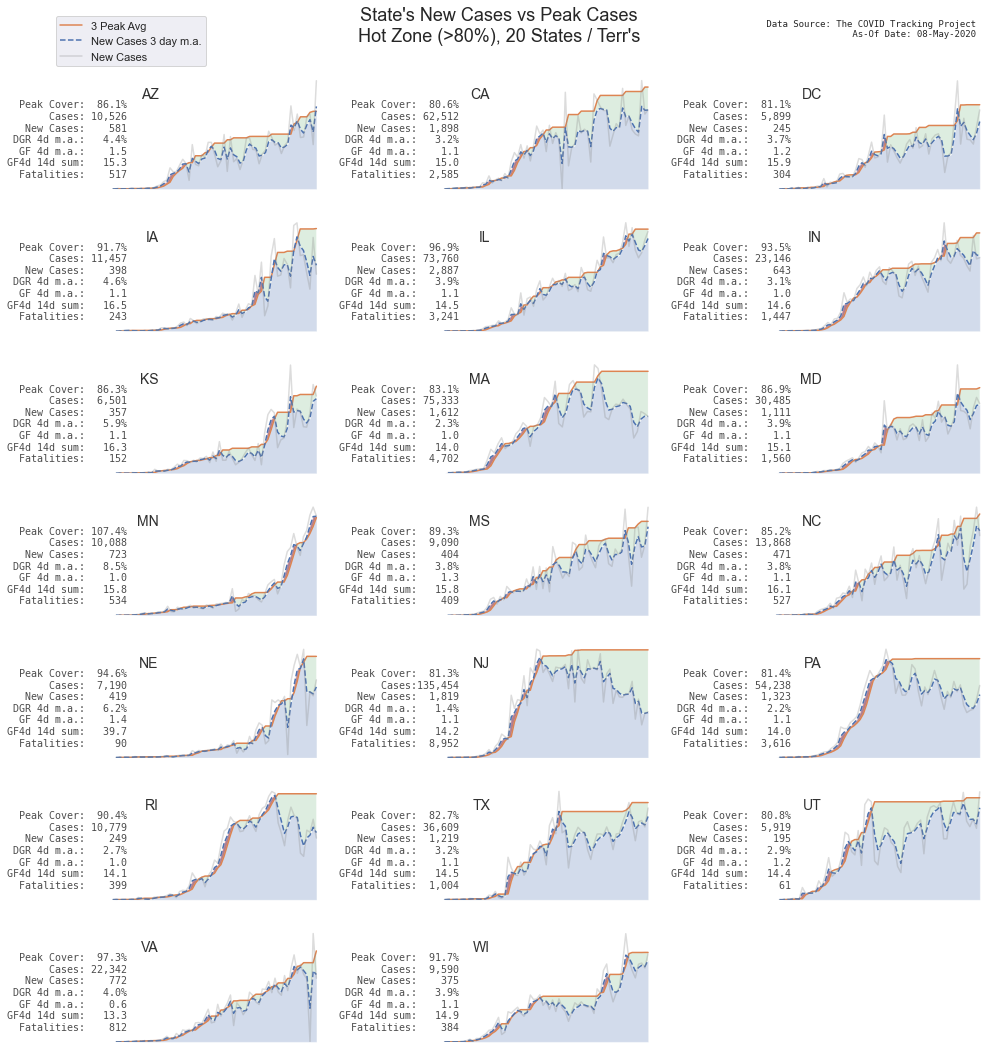 State's New Cases vs Peak Cases
Hot Zone (>80%), 20 States / Terr's
3 Peak Avg
New Cases 3 day m.a.
New Cases
Data Source: The COVID Tracking Project
As-Of Date: 08-May-2020
AZ
Peak Cover: 86.1%
Cases: 10,526
New Cases: 581
DGR 4d m.a.: 4.4%
GF 4d m.a.: 1.5
GF4d 14d sum: 15.3
Fatalities: 517
CA
Peak Cover: 80.6%
Cases: 62,512
New Cases: 1,898
DGR 4d m.a.: 3.2%
GF 4d m.a.: 1.1
GF4d 14d sum: 15.0
Fatalities: 2,585
DC
Peak Cover: 81.1%
Cases: 5,899
New Cases: 245
DGR 4d m.a.: 3.7%
GF 4d m.a.: 1.2
GF4d 14d sum: 15.9
Fatalities: 304
IA
Peak Cover: 91.7%
Cases: 11,457
New Cases: 398
DGR 4d m.a.: 4.6%
GF 4d m.a.: 1.1
GF4d 14d sum: 16.5
Fatalities: 243
IL
Peak Cover: 96.9%
Cases: 73,760
New Cases: 2,887
DGR 4d m.a.: 3.9%
GF 4d m.a.: 1.1
GF4d 14d sum: 14.5
Fatalities: 3,241
IN
Peak Cover: 93.5%
Cases: 23,146
New Cases: 643
DGR 4d m.a.: 3.1%
GF 4d m.a.: 1.0
GF4d 14d sum: 14.6
Fatalities: 1,447
KS
Peak Cover: 86.3%
Cases: 6,501
New Cases: 357
DGR 4d m.a.: 5.9%
GF 4d m.a.: 1.1
GF4d 14d sum: 16.3
Fatalities: 152
MA
Peak Cover: 83.1%
Cases: 75,333
New Cases: 1,612
DGR 4d m.a.: 2.3%
GF 4d m.a.: 1.0
GF4d 14d sum: 14.0
Fatalities: 4,702
MD
Peak Cover: 86.9%
Cases: 30,485
New Cases: 1,111
DGR 4d m.a.: 3.9%
GF 4d m.a.: 1.1
GF4d 14d sum: 15.1
Fatalities: 1,560
MN
Peak Cover: 107.4%
Cases: 10,088
New Cases: 723
DGR 4d m.a.: 8.5%
GF 4d m.a.: 1.0
GF4d 14d sum: 15.8
Fatalities: 534
MS
Peak Cover: 89.3%
Cases: 9,090
New Cases: 404
DGR 4d m.a.: 3.8%
GF 4d m.a.: 1.3
GF4d 14d sum: 15.8
Fatalities: 409
NC
Peak Cover: 85.2%
Cases: 13,868
New Cases: 471
DGR 4d m.a.: 3.8%
GF 4d m.a.: 1.1
GF4d 14d sum: 16.1
Fatalities: 527
NE
Peak Cover: 94.6%
Cases: 7,190
New Cases: 419
DGR 4d m.a.: 6.2%
GF 4d m.a.: 1.4
GF4d 14d sum: 39.7
Fatalities: 90
NJ
Peak Cover: 81.3%
Cases:135,454
New Cases: 1,819
DGR 4d m.a.: 1.4%
GF 4d m.a.: 1.1
GF4d 14d sum: 14.2
Fatalities: 8,952
PA
Peak Cover: 81.4%
Cases: 54,238
New Cases: 1,323
DGR 4d m.a.: 2.2%
GF 4d m.a.: 1.1
GF4d 14d sum: 14.0
Fatalities: 3,616
RI
Peak Cover: 90.4%
Cases: 10,779
New Cases: 249
DGR 4d m.a.: 2.7%
GF 4d m.a.: 1.0
GF4d 14d sum: 14.1
Fatalities: 399
TX
Peak Cover: 82.7%
Cases: 36,609
New Cases: 1,219
DGR 4d m.a.: 3.2%
GF 4d m.a.: 1.1
GF4d 14d sum: 14.5
Fatalities: 1,004
UT
Peak Cover: 80.8%
Cases: 5,919
New Cases: 195
DGR 4d m.a.: 2.9%
GF 4d m.a.: 1.2
GF4d 14d sum: 14.4
Fatalities: 61
VA
Peak Cover: 97.3%
Cases: 22,342
New Cases: 772
DGR 4d m.a.: 4.0%
GF 4d m.a.: 0.6
GF4d 14d sum: 13.3
Fatalities: 812
WI
Peak Cover: 91.7%
Cases: 9,590
New Cases: 375
DGR 4d m.a.: 3.9%
GF 4d m.a.: 1.1
GF4d 14d sum: 14.9
Fatalities: 384